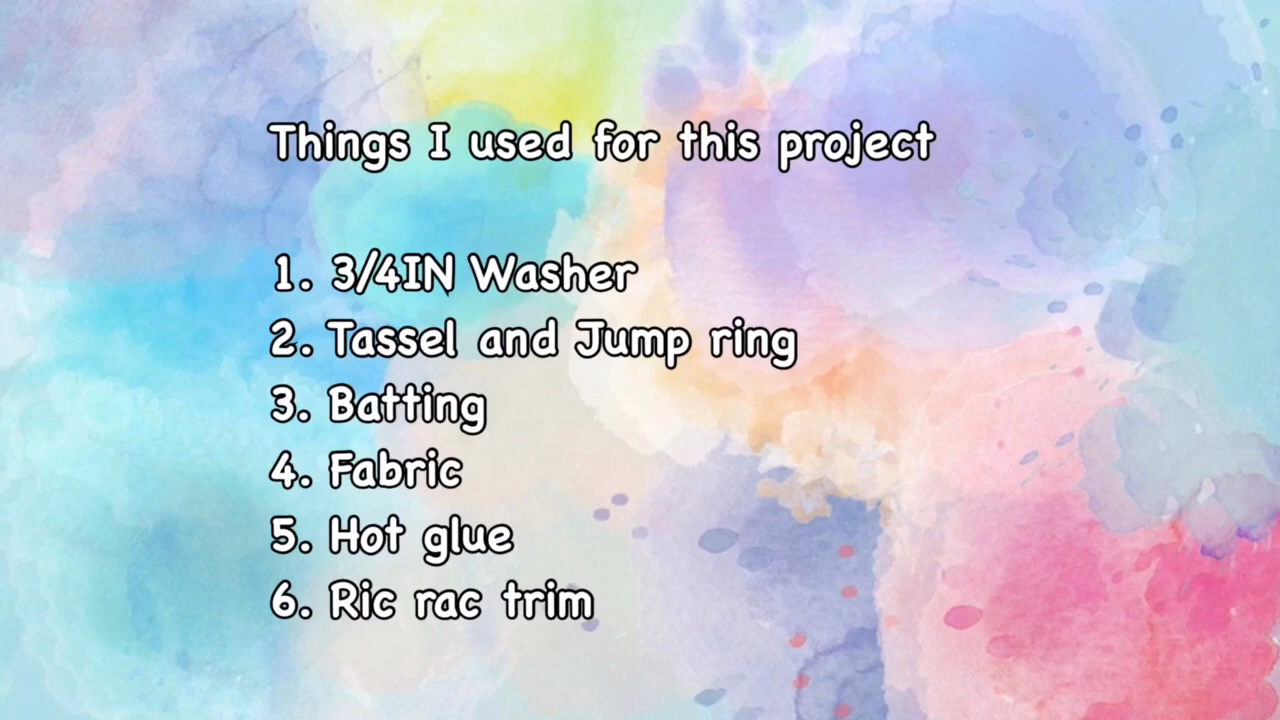 Things I used for this project
1. 3/4IN Washer
2. Tassel and Jump ring
3. Batting
4. Fabric
5. Hot glue
6. Ric rac trim